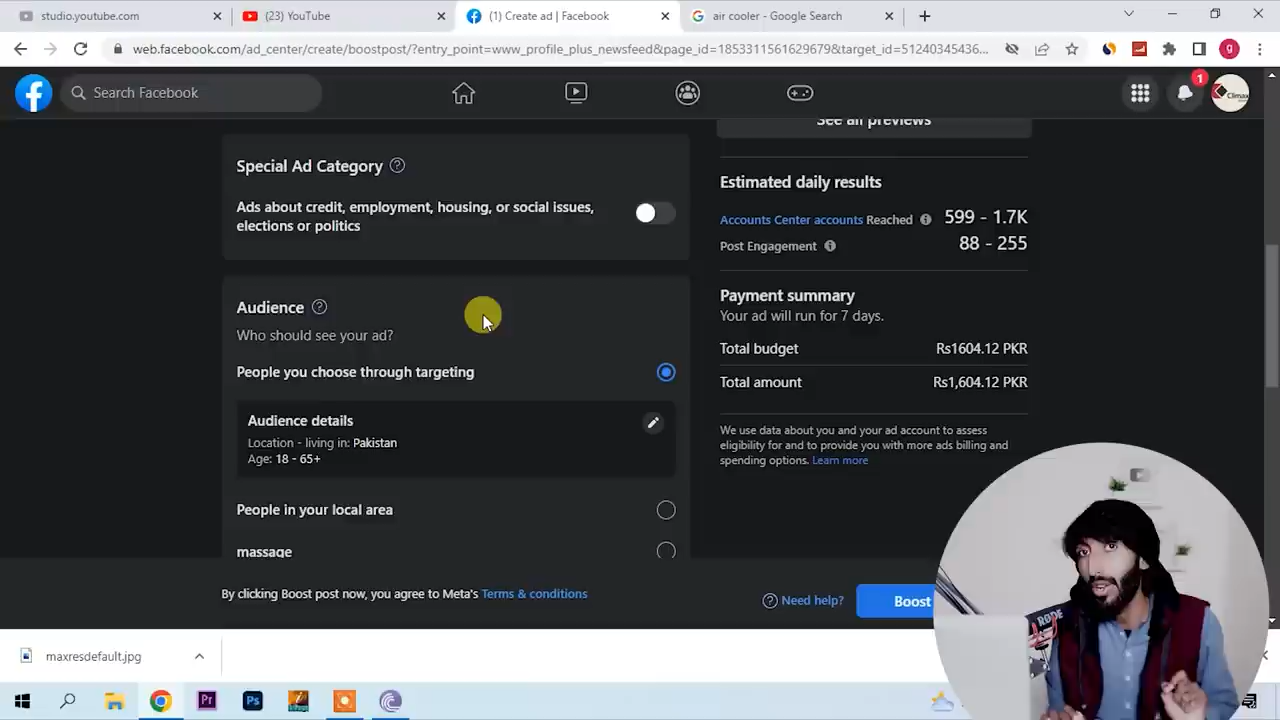 studio.youtube.com
(23) YouTube
(1) Create ad | Facebook
air cooler - Google Search
web.facebook.com/ad_center/create/boostpost/?entry_point=www_profile_plus_newsfeed&page_id=1853311561629679&target_id=51240345436...
g
Search Facebook
1
Climax
See all previews
Special Ad Category
Ads about credit, employment, housing, or social issues,
elections or politics
Audience
Who should see your ad?
People you choose through targeting
Audience details
Location - living in: Pakistan
Age: 18 - 65+
People in your local area
massage
Estimated daily results
Accounts Center accounts Reached 599 - 1.7K
Post Engagement 88 - 255
Payment summary
Your ad will run for 7 days.
Total budget Rs1604.12 PKR
Total amount Rs1,604.12 PKR
We use data about you and your ad account to assess
eligibility for and to provide you with more ads billing and
spending options. Learn more
By clicking Boost post now, you agree to Meta's Terms & conditions
Need help?
Boost
RØDE
maxresdefault.jpg
Pr
Ps